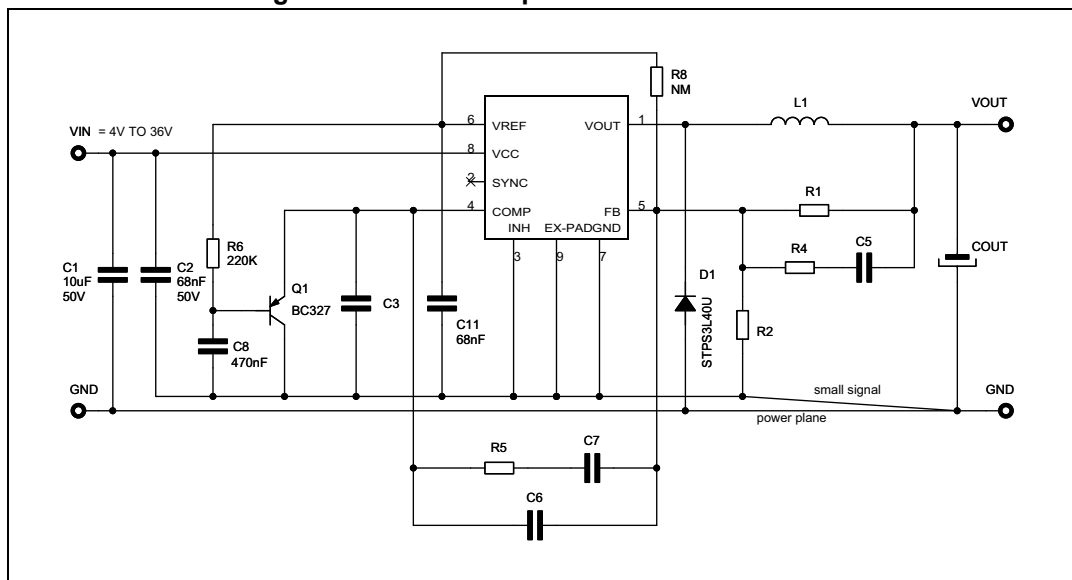 R8
NM
L1
VOUT
VIN = 4V TO 36V
6
VREF
VOUT
1
8
VCC
2
SYNC
4
COMP
FB
5
INH
EX-PAD
GND
3
9
7
R1
R4
C5
R6
220K
C1
10uF
50V
C2
68nF
50V
Q1
BC327
C3
C11
68nF
D1
STPS3L40U
R2
COUT
C8
470nF
GND
small signal
GND
power plane
R5
C7
C6